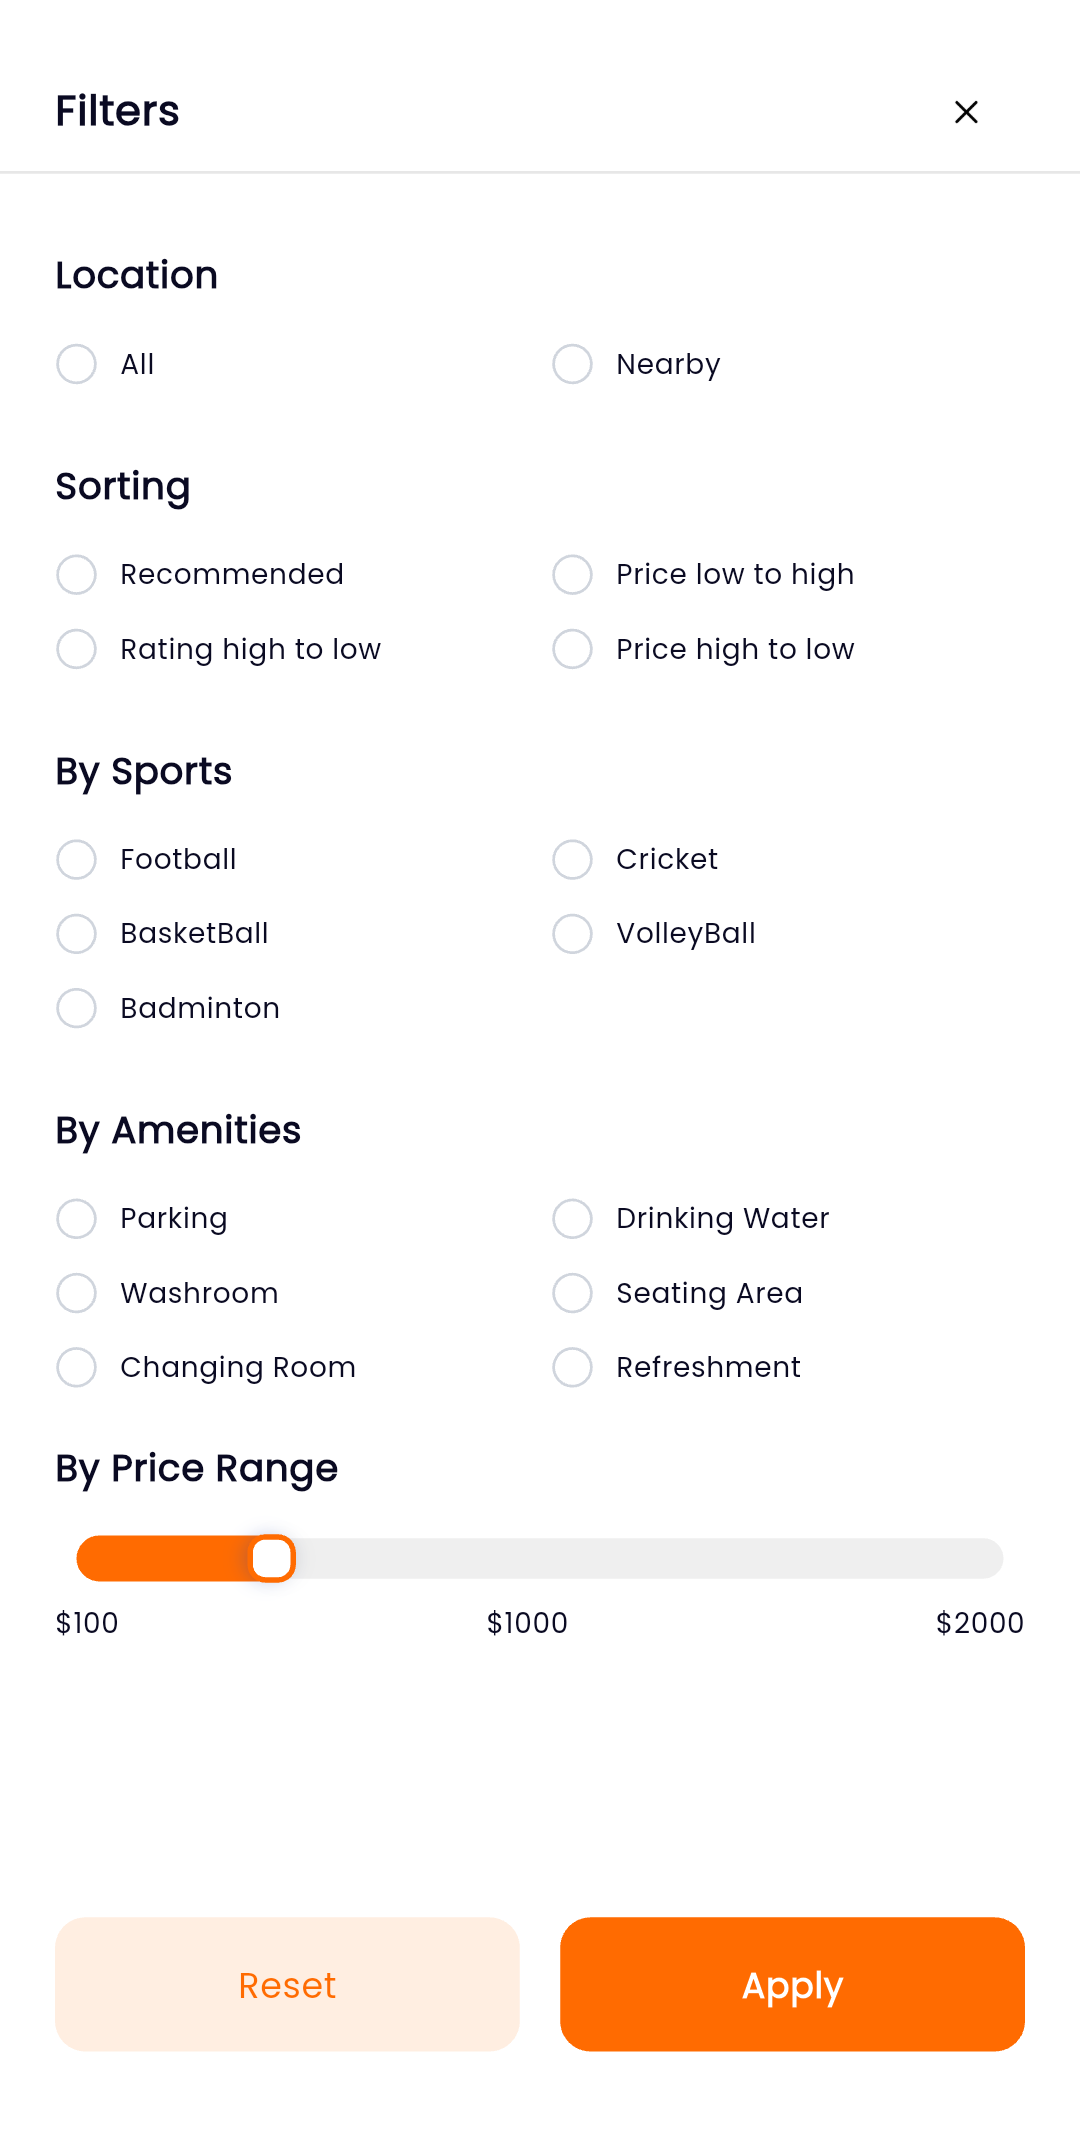 Filters
Location
All
Nearby
Sorting
Recommended
Price low to high
Rating high to low
Price high to low
By Sports
Football
Cricket
BasketBall
VolleyBall
Badminton
By Amenities
Parking
Drinking Water
Washroom
Seating Area
Changing Room
Refreshment
By Price Range
$100
$1000
$2000
Reset
Apply